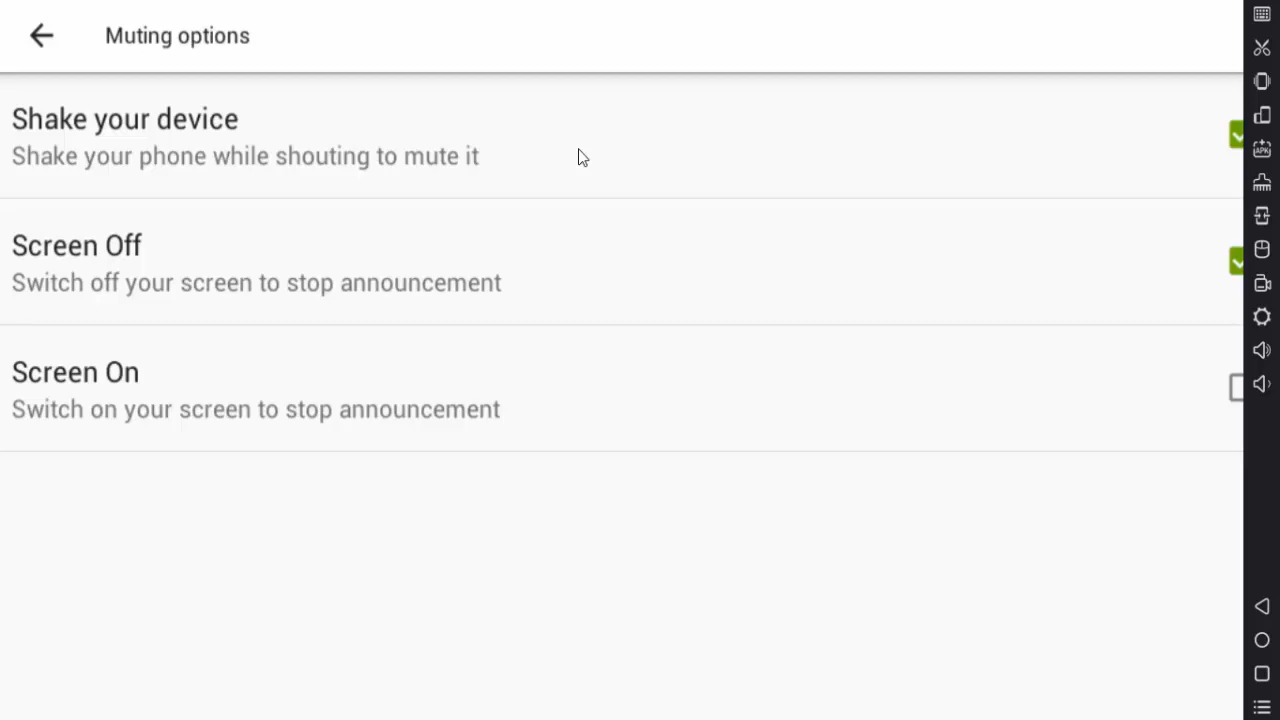 Muting options
Shake your device
Shake your phone while shouting to mute it
Screen Off
Switch off your screen to stop announcement
Screen On
Switch on your screen to stop announcement
APK